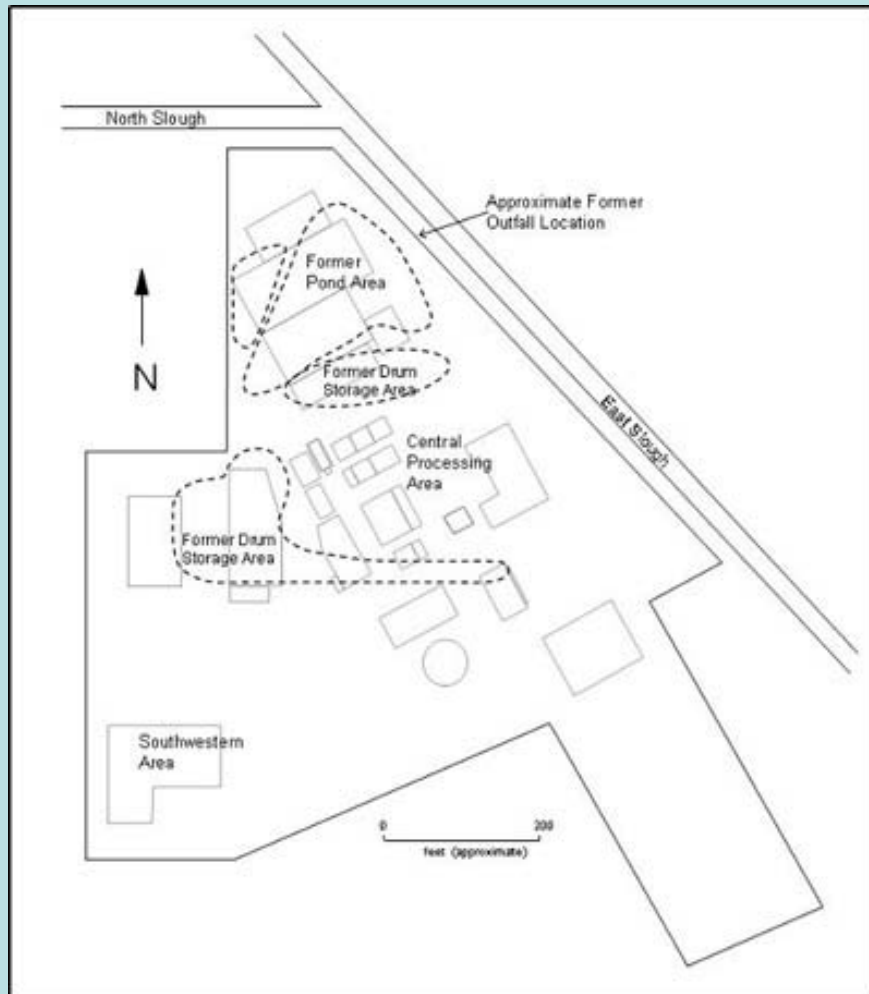 North Slough
Approximate Former
Outfall Location
Former
Pond Area
N
Former Drum
Storage Area
East Slough
Central
Processing
Area
Former Drum
Storage Area
Southwestern
Area
0 200
feet (approximate)